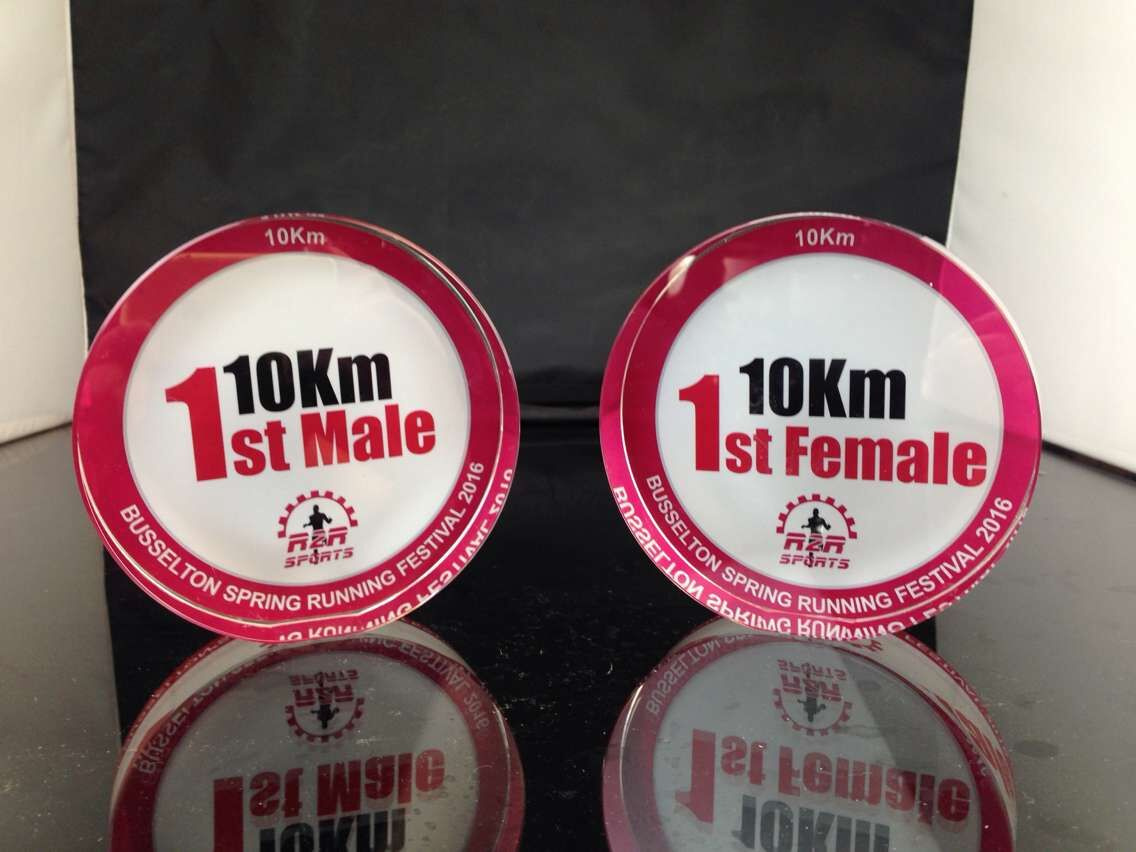 10Km
10Km
1st Male
R2R
SPORTS
BUSSELTON SPRING RUNNING FESTIVAL 2016
10Km
10Km
1st Female
R2R
SPORTS
BUSSELTON SPRING RUNNING FESTIVAL 2016